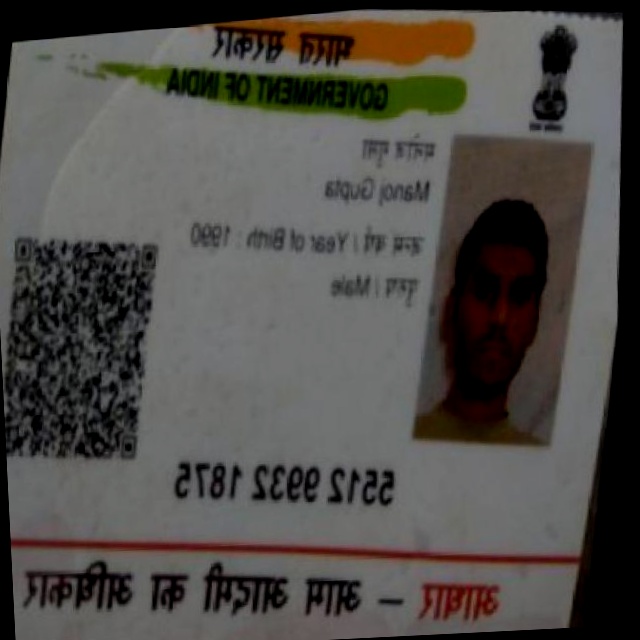 भारत सरकार
GOVERNMENT OF INDIA
मनोज गुप्ता
Manoj Gupta
जन्म वर्ष / Year of Birth : 1990
पुरुष / Male
5512 9932 1875
आधार – आम आदमी का अधिकार